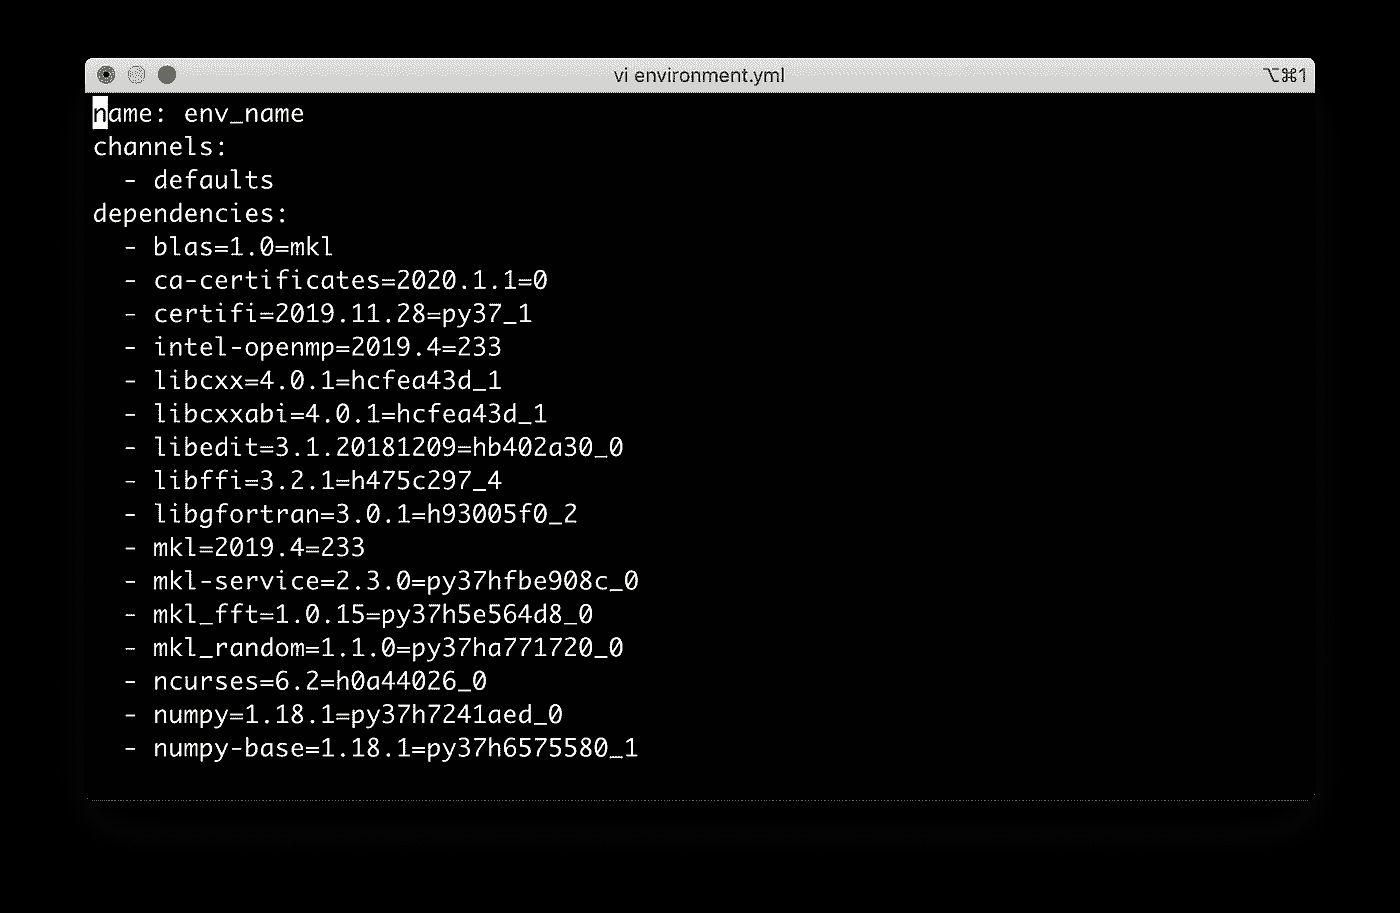 vi environment.yml ⌥⌘1
name: env_name
channels:
  - defaults
dependencies:
  - blas=1.0=mkl
  - ca-certificates=2020.1.1=0
  - certifi=2019.11.28=py37_1
  - intel-openmp=2019.4=233
  - libcxx=4.0.1=hcfea43d_1
  - libcxxabi=4.0.1=hcfea43d_1
  - libedit=3.1.20181209=hb402a30_0
  - libffi=3.2.1=h475c297_4
  - libgfortran=3.0.1=h93005f0_2
  - mkl=2019.4=233
  - mkl-service=2.3.0=py37hfbe908c_0
  - mkl_fft=1.0.15=py37h5e564d8_0
  - mkl_random=1.1.0=py37ha771720_0
  - ncurses=6.2=h0a44026_0
  - numpy=1.18.1=py37h7241aed_0
  - numpy-base=1.18.1=py37h6575580_1